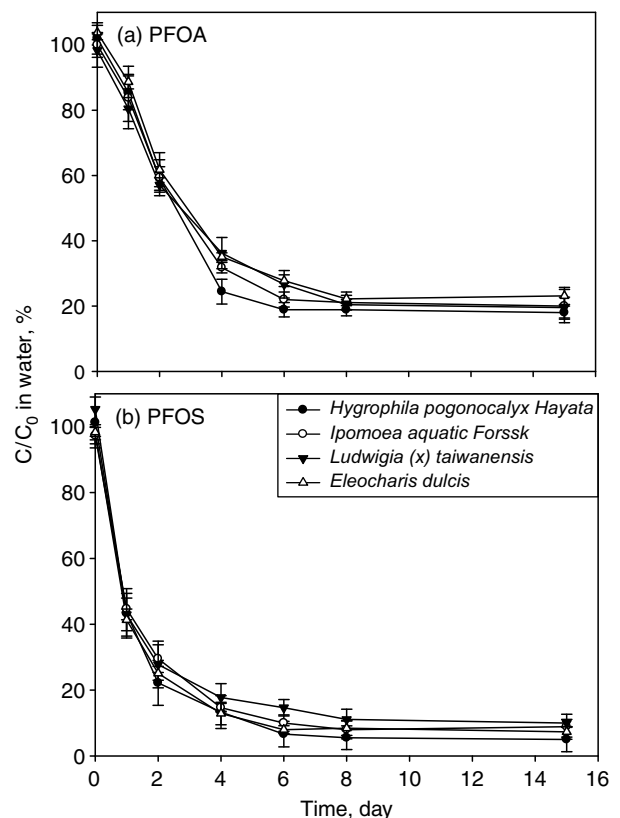 (a) PFOA
100
80
60
40
20
0
C/C0 in water, %
(b) PFOS
Hygrophila pogonocalyx Hayata
Ipomoea aquatic Forssk
Ludwigia (x) taiwanensis
Eleocharis dulcis
100
80
60
40
20
0
0 2 4 6 8 10 12 14 16
Time, day